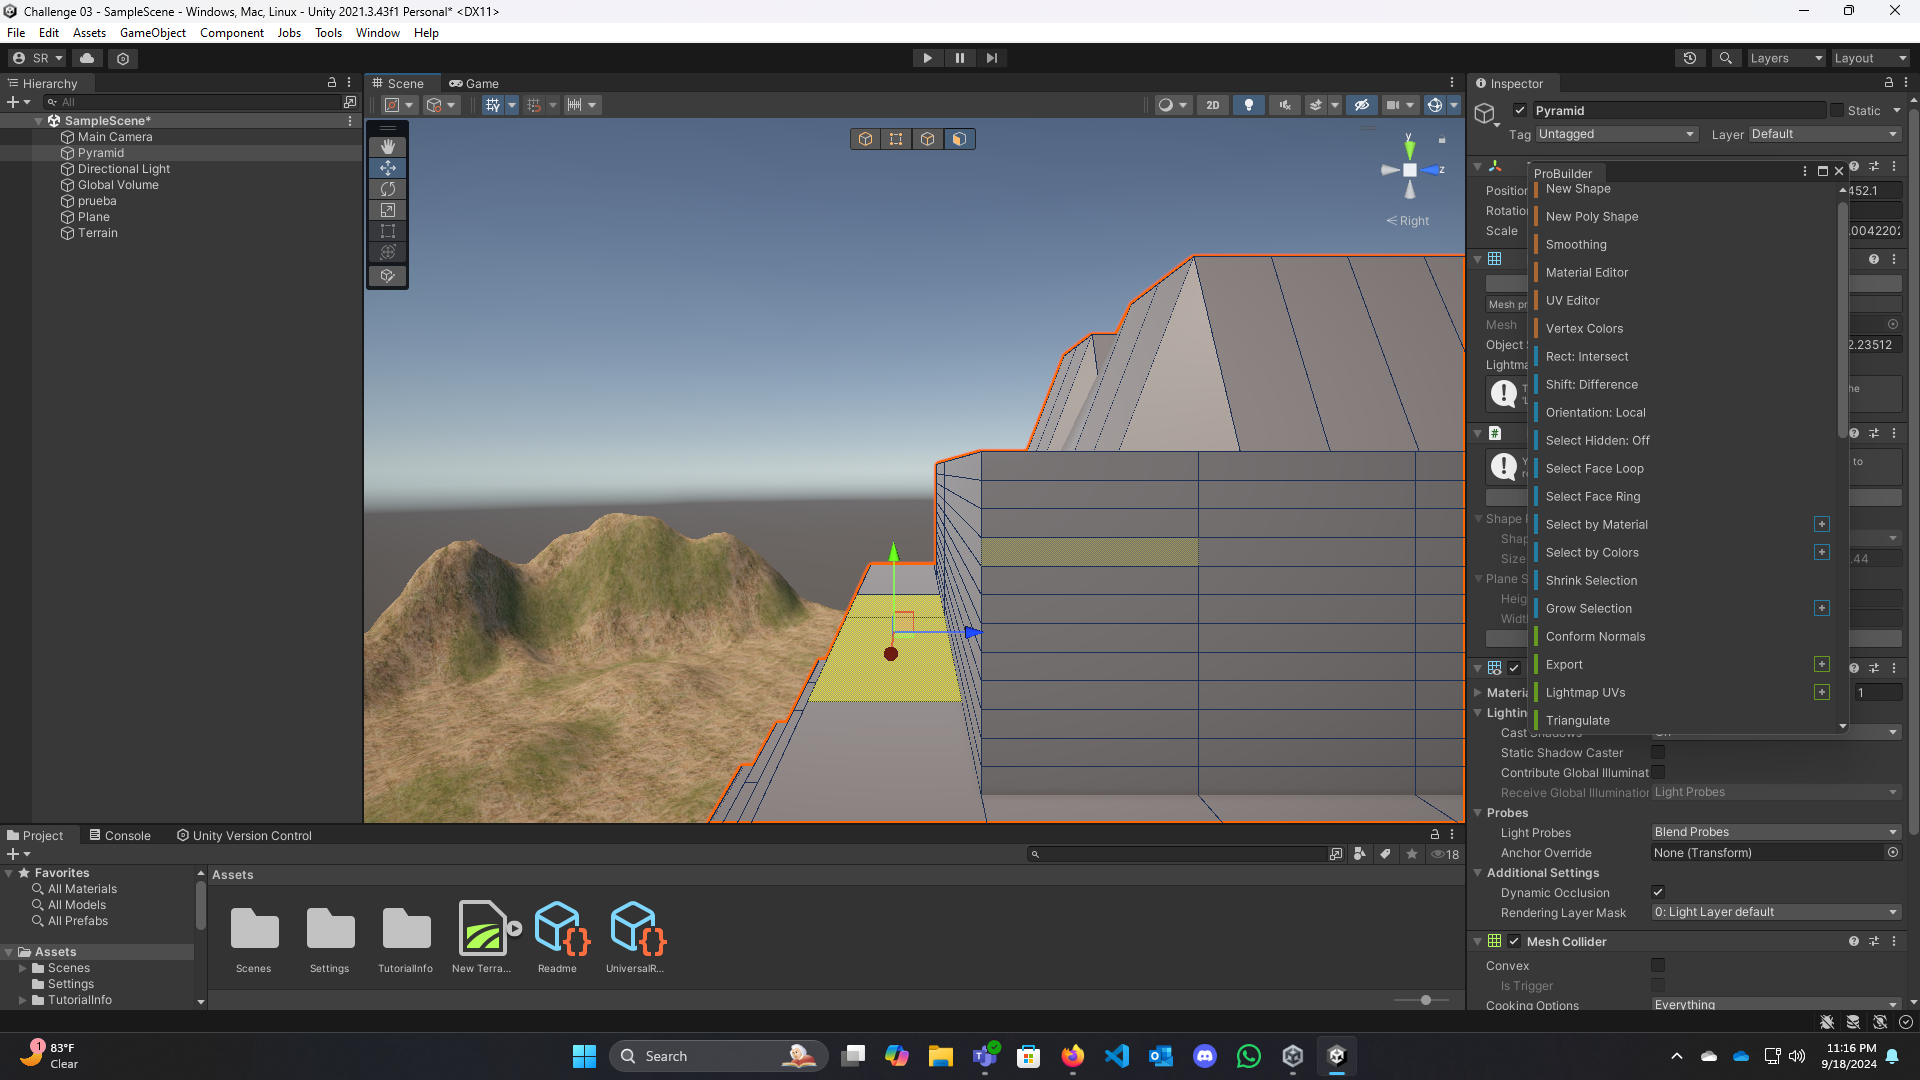 Challenge 03 - SampleScene - Windows, Mac, Linux - Unity 2021.3.43f1 Personal* <DX11>
File Edit Assets GameObject Component Jobs Tools Window Help
SR
Layers
Layout
Hierarchy
All
SampleScene*
Main Camera
Pyramid
Directional Light
Global Volume
prueba
Plane
Terrain
Scene
Game
2D
y
z
Right
Inspector
Pyramid
Static
Tag Untagged
Layer Default
Position
452.1
Rotation
Scale
.0042202
Mesh pr
Mesh
Object S
2.23512
Lightma
he
to
Shape
Shap
Size
.44
Plane S
Heig
Widt
Materia
1
Lighting
Cast Shadows
On
Static Shadow Caster
Contribute Global Illuminat
Receive Global Illumination
Light Probes
Probes
Light Probes
Blend Probes
Anchor Override
None (Transform)
Additional Settings
Dynamic Occlusion
Rendering Layer Mask
0: Light Layer default
Mesh Collider
Convex
Is Trigger
Cooking Options
Everything
ProBuilder
New Shape
New Poly Shape
Smoothing
Material Editor
UV Editor
Vertex Colors
Rect: Intersect
Shift: Difference
Orientation: Local
Select Hidden: Off
Select Face Loop
Select Face Ring
Select by Material
Select by Colors
Shrink Selection
Grow Selection
Conform Normals
Export
Lightmap UVs
Triangulate
Project
Console
Unity Version Control
18
Favorites
All Materials
All Models
All Prefabs
Assets
Scenes
Settings
TutorialInfo
Assets
Scenes
Settings
TutorialInfo
New Terra...
Readme
UniversalR...
1
83°F
Clear
Search
11:16 PM
9/18/2024